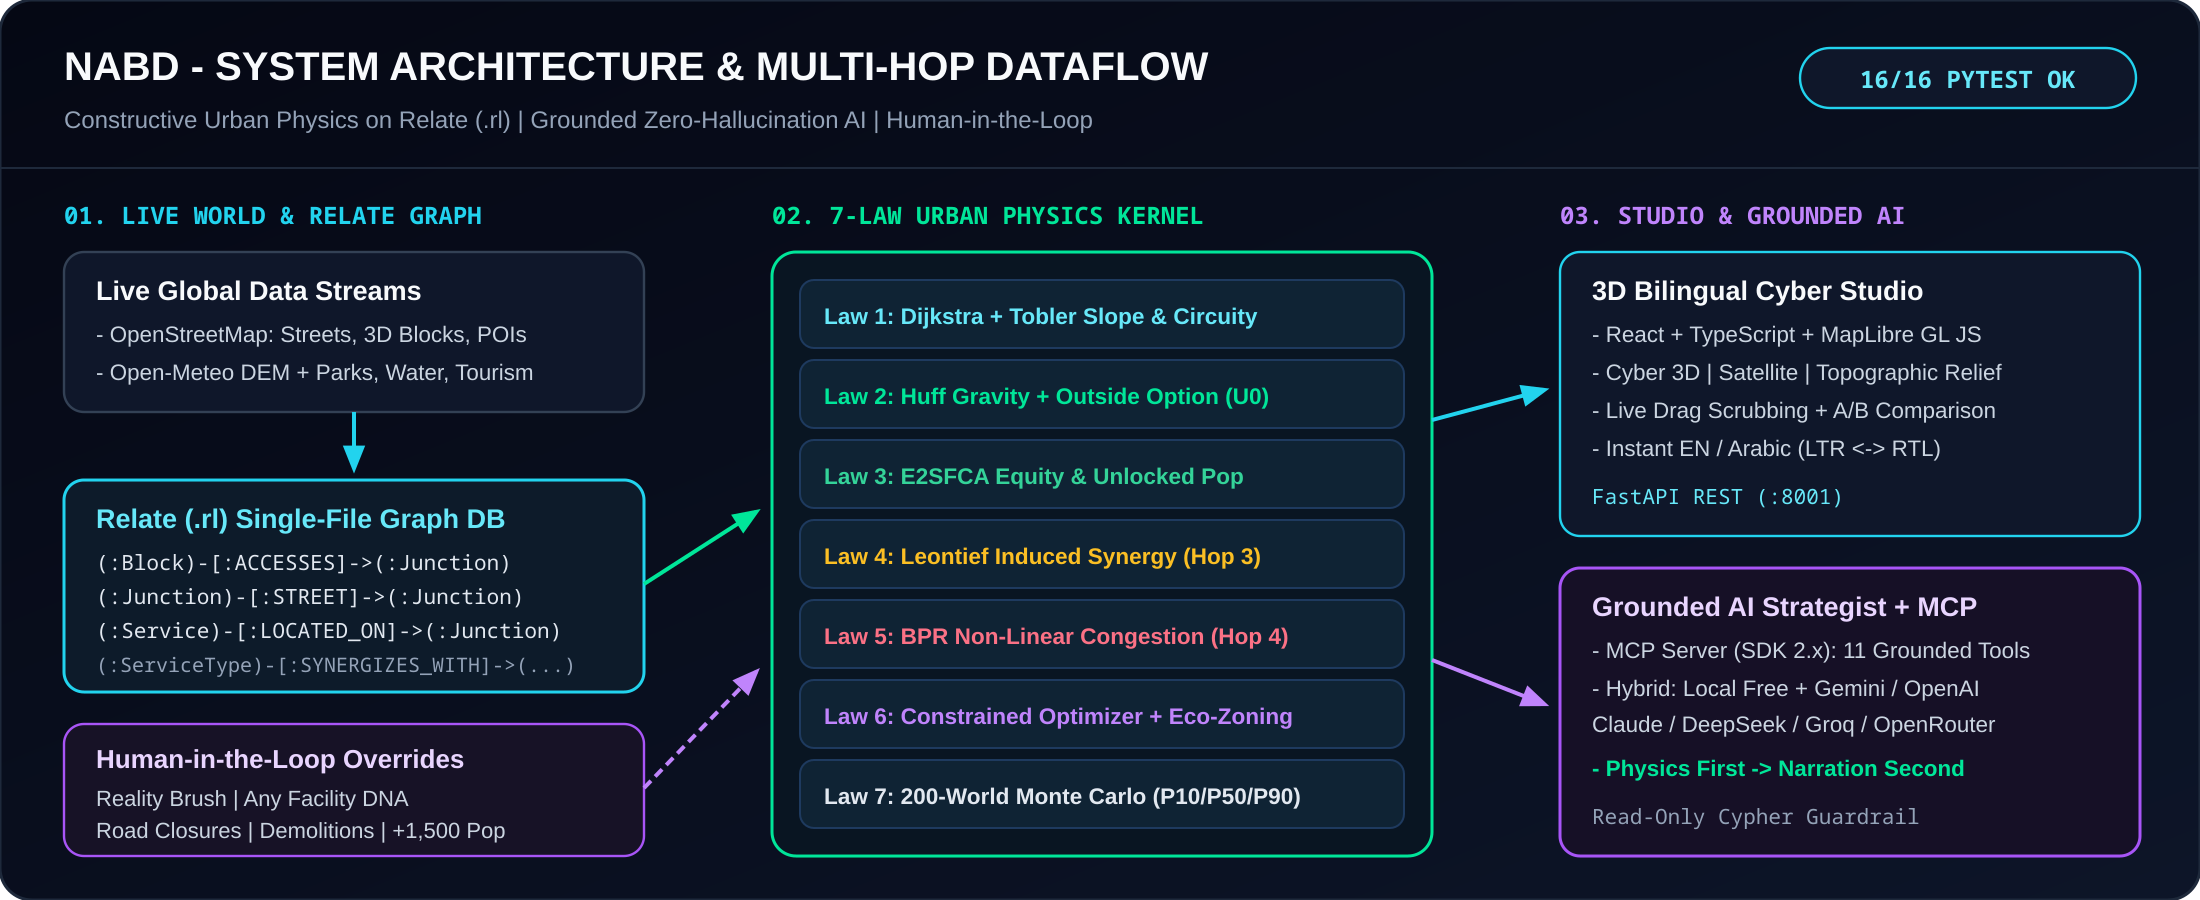 NABD - SYSTEM ARCHITECTURE & MULTI-HOP DATAFLOW
Constructive Urban Physics on Relate (.rl) | Grounded Zero-Hallucination AI | Human-in-the-Loop
16/16 PYTEST OK
01. LIVE WORLD & RELATE GRAPH
Live Global Data Streams
- OpenStreetMap: Streets, 3D Blocks, POIs
- Open-Meteo DEM + Parks, Water, Tourism
Relate (.rl) Single-File Graph DB
(:Block)-[:ACCESSES]->(:Junction)
(:Junction)-[:STREET]->(:Junction)
(:Service)-[:LOCATED_ON]->(:Junction)
(:ServiceType)-[:SYNERGIZES_WITH]->(...)
Human-in-the-Loop Overrides
Reality Brush | Any Facility DNA
Road Closures | Demolitions | +1,500 Pop
02. 7-LAW URBAN PHYSICS KERNEL
Law 1: Dijkstra + Tobler Slope & Circuity
Law 2: Huff Gravity + Outside Option (U0)
Law 3: E2SFCA Equity & Unlocked Pop
Law 4: Leontief Induced Synergy (Hop 3)
Law 5: BPR Non-Linear Congestion (Hop 4)
Law 6: Constrained Optimizer + Eco-Zoning
Law 7: 200-World Monte Carlo (P10/P50/P90)
03. STUDIO & GROUNDED AI
3D Bilingual Cyber Studio
- React + TypeScript + MapLibre GL JS
- Cyber 3D | Satellite | Topographic Relief
- Live Drag Scrubbing + A/B Comparison
- Instant EN / Arabic (LTR <-> RTL)
FastAPI REST (:8001)
Grounded AI Strategist + MCP
- MCP Server (SDK 2.x): 11 Grounded Tools
- Hybrid: Local Free + Gemini / OpenAI
Claude / DeepSeek / Groq / OpenRouter
- Physics First -> Narration Second
Read-Only Cypher Guardrail